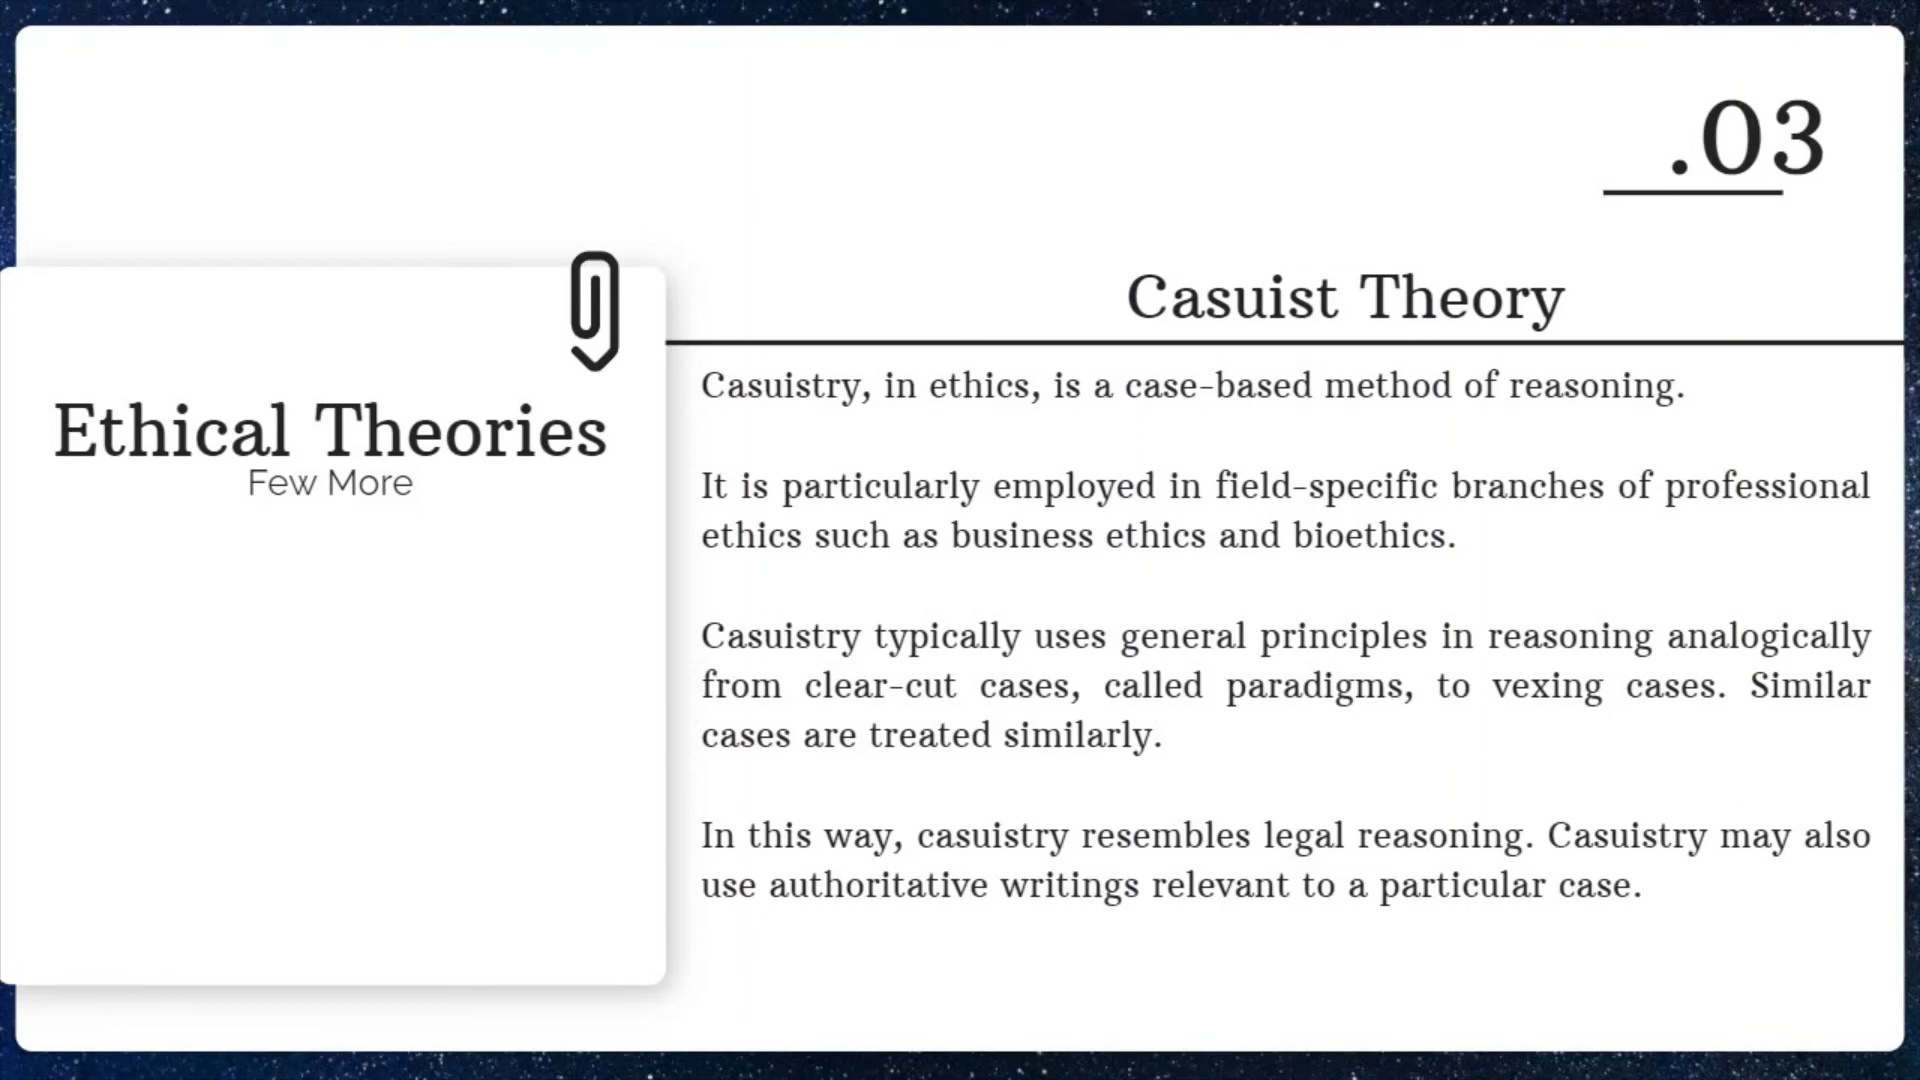 .03
Casuist Theory
Ethical Theories
Few More
Casuistry, in ethics, is a case-based method of reasoning.
It is particularly employed in field-specific branches of professional
ethics such as business ethics and bioethics.
Casuistry typically uses general principles in reasoning analogically
from clear-cut cases, called paradigms, to vexing cases. Similar
cases are treated similarly.
In this way, casuistry resembles legal reasoning. Casuistry may also
use authoritative writings relevant to a particular case.